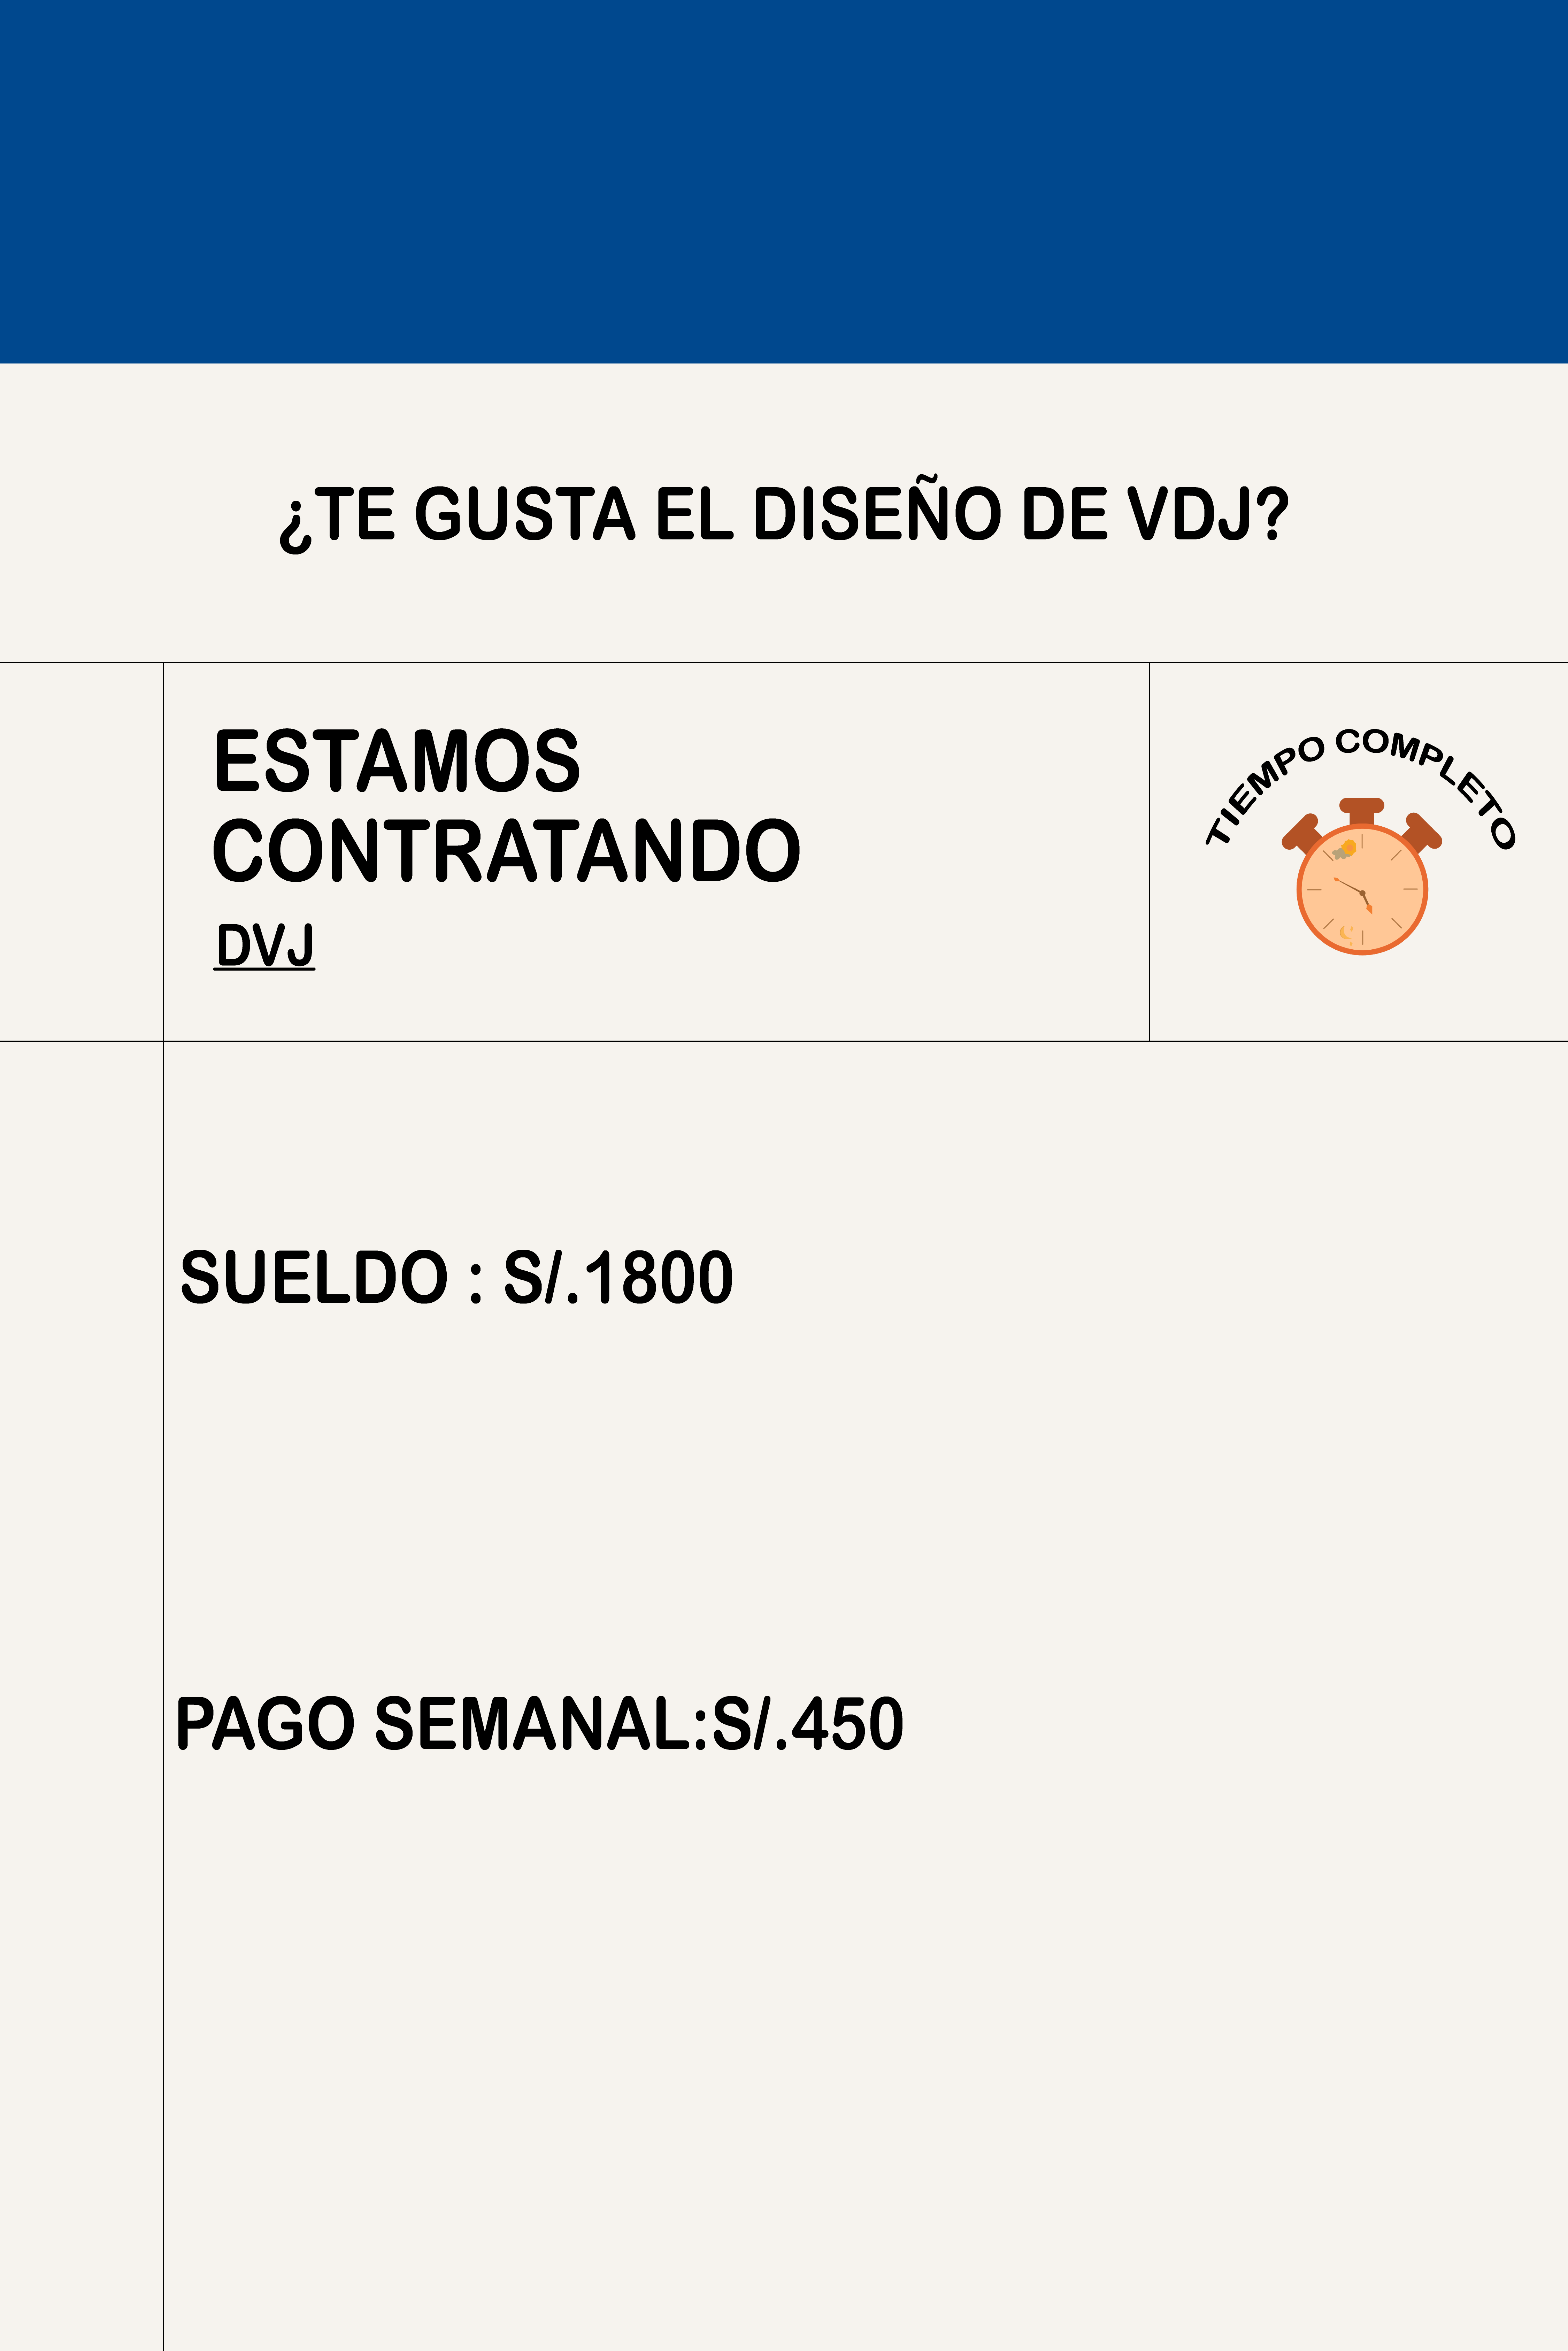 ¿TE GUSTA EL DISEÑO DE VDJ?
ESTAMOS
CONTRATANDO
DVJ
TIEMPO COMPLETO
SUELDO : S/.1800
PAGO SEMANAL:S/.450